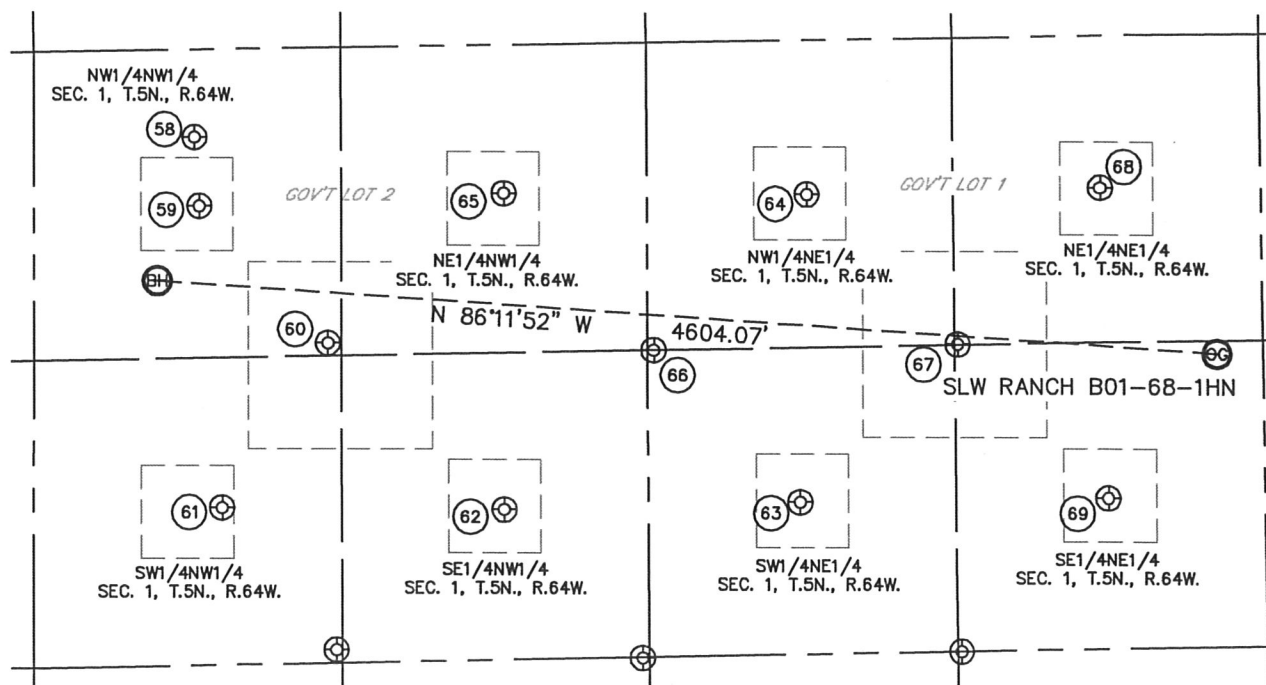 NW1/4NW1/4
SEC. 1, T.5N., R.64W.
58
59
GOV'T LOT 2
65
64
GOV'T LOT 1
68
NE1/4NW1/4
SEC. 1, T.5N., R.64W.
NW1/4NE1/4
SEC. 1, T.5N., R.64W.
NE1/4NE1/4
SEC. 1, T.5N., R.64W.
BH
60
N 86°11'52" W
4604.07'
66
67
OG
SLW RANCH B01-68-1HN
61
62
63
69
SW1/4NW1/4
SEC. 1, T.5N., R.64W.
SE1/4NW1/4
SEC. 1, T.5N., R.64W.
SW1/4NE1/4
SEC. 1, T.5N., R.64W.
SE1/4NE1/4
SEC. 1, T.5N., R.64W.